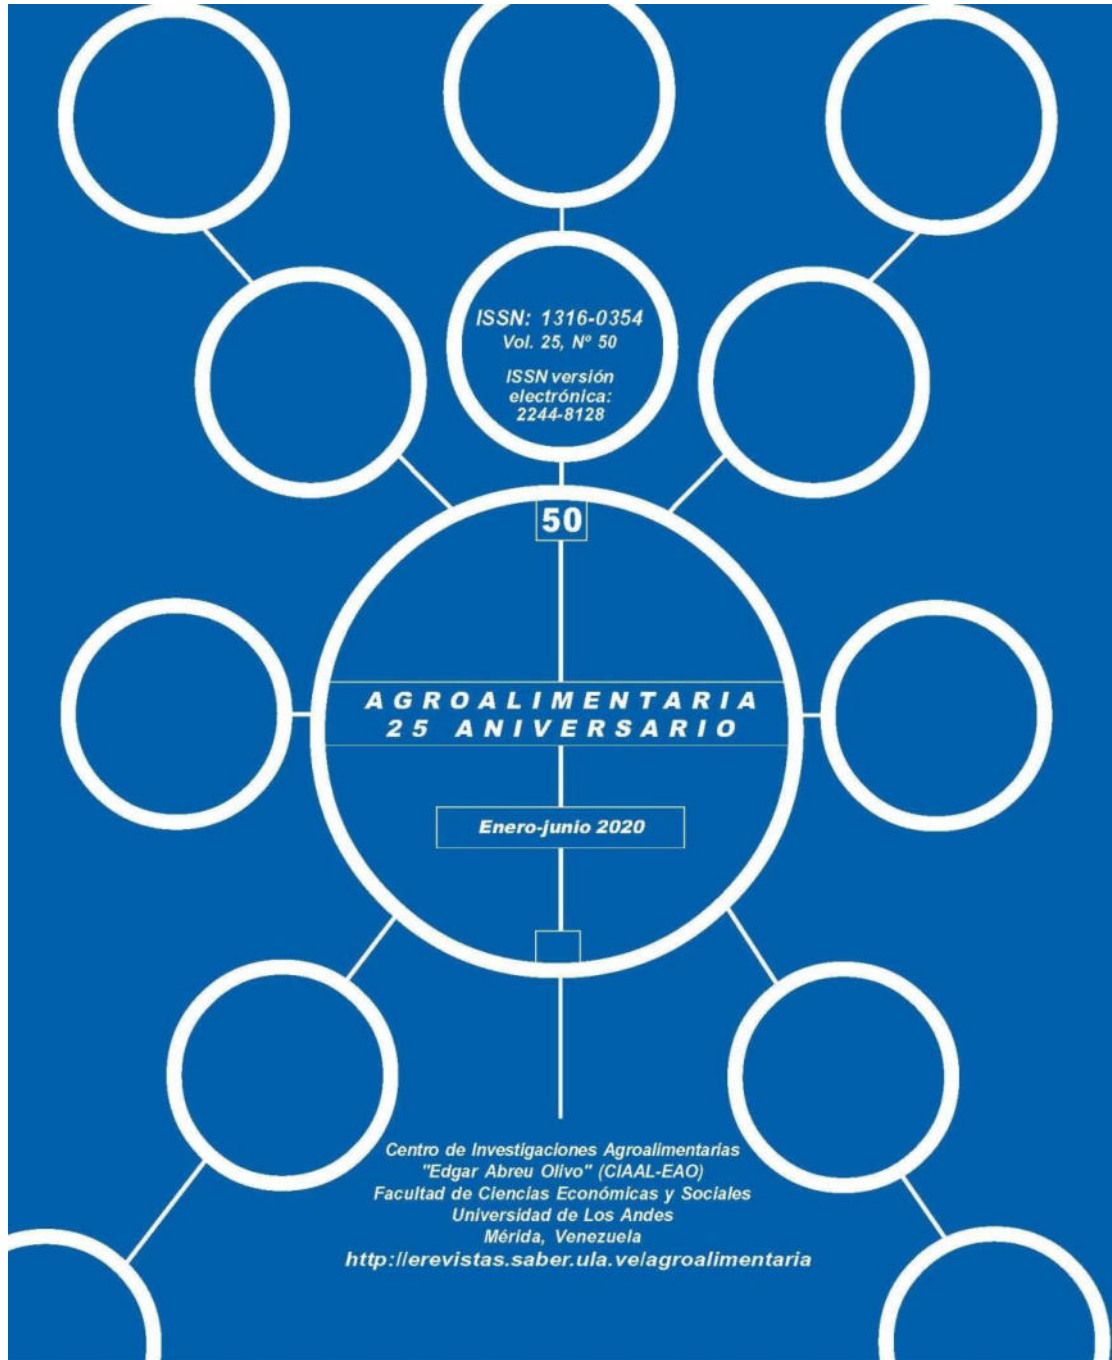 ISSN: 1316-0354
Vol. 25, Nº 50
ISSN versión
electrónica:
2244-8128
50
AGROALIMENTARIA
25 ANIVERSARIO
Enero-junio 2020
Centro de Investigaciones Agroalimentarias
"Edgar Abreu Olivo" (CIAAL-EAO)
Facultad de Ciencias Económicas y Sociales
Universidad de Los Andes
Mérida, Venezuela
http://erevistas.saber.ula.ve/agroalimentaria